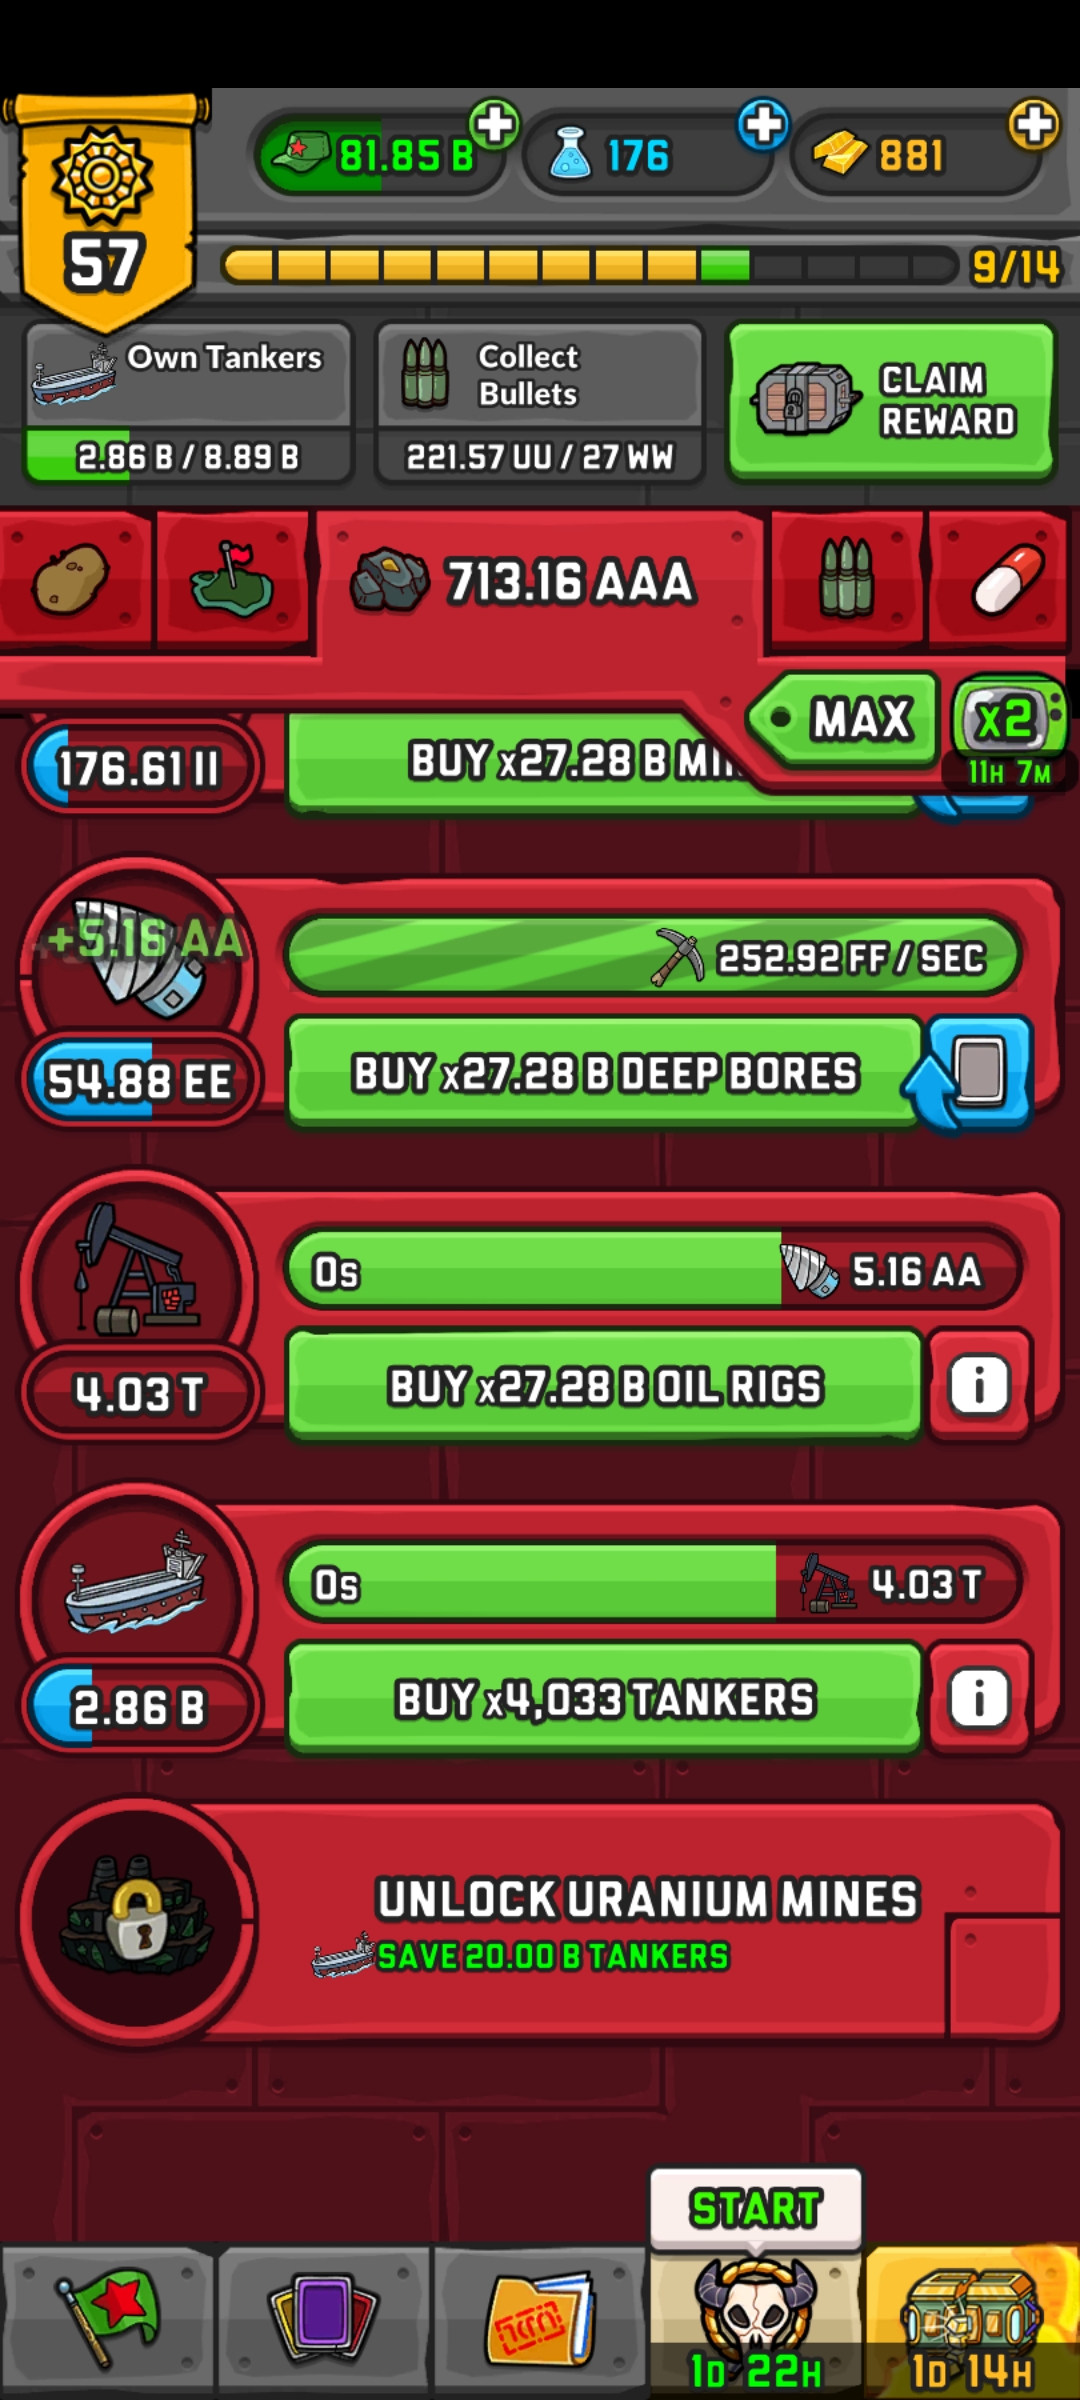 81.85 B
176
881
57
9/14
Own Tankers
2.86 B / 8.89 B
Collect
Bullets
221.57 UU / 27 WW
CLAIM
REWARD
713.16 AAA
MAX
x2
11H 7M
176.61 II
BUY x27.28 B
+5.16 AA
252.92 FF / SEC
54.88 EE
BUY x27.28 B DEEP BORES
0s
5.16 AA
4.03 T
BUY x27.28 B OIL RIGS
i
0s
4.03 T
2.86 B
BUY x4,033 TANKERS
i
UNLOCK URANIUM MINES
SAVE 20.00 B TANKERS
START
1D 22H
1D 14H